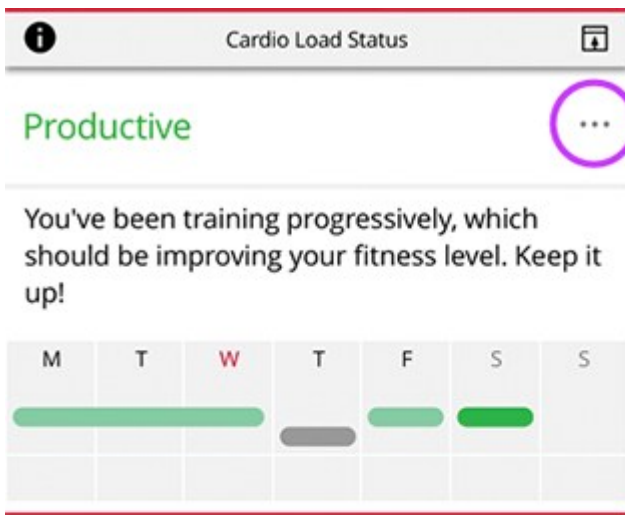 Cardio Load Status
Productive
You've been training progressively, which
should be improving your fitness level. Keep it
up!
M T W T F S S